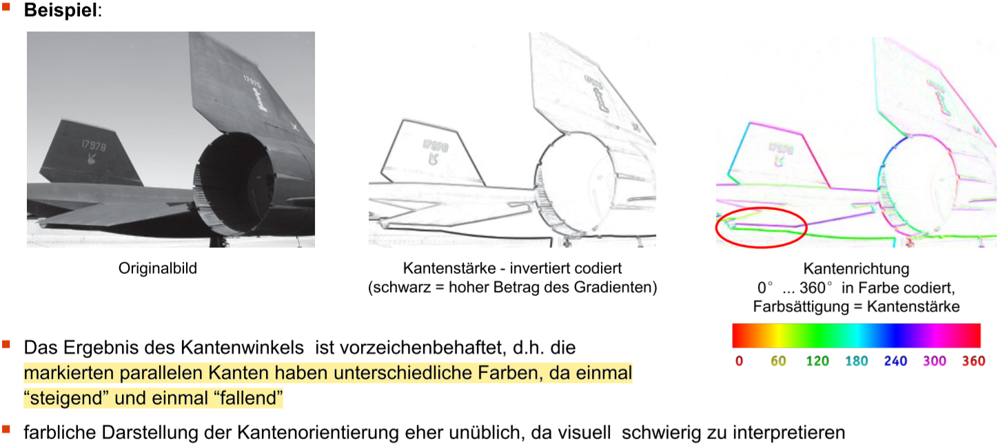 Beispiel:
17975
17978
Originalbild
Kantenstärke - invertiert codiert
(schwarz = hoher Betrag des Gradienten)
Kantenrichtung
0° ... 360° in Farbe codiert,
Farbsättigung = Kantenstärke
0 60 120 180 240 300 360
Das Ergebnis des Kantenwinkels ist vorzeichenbehaftet, d.h. die
markierten parallelen Kanten haben unterschiedliche Farben, da einmal
“steigend” und einmal “fallend”
farbliche Darstellung der Kantenorientierung eher unüblich, da visuell schwierig zu interpretieren